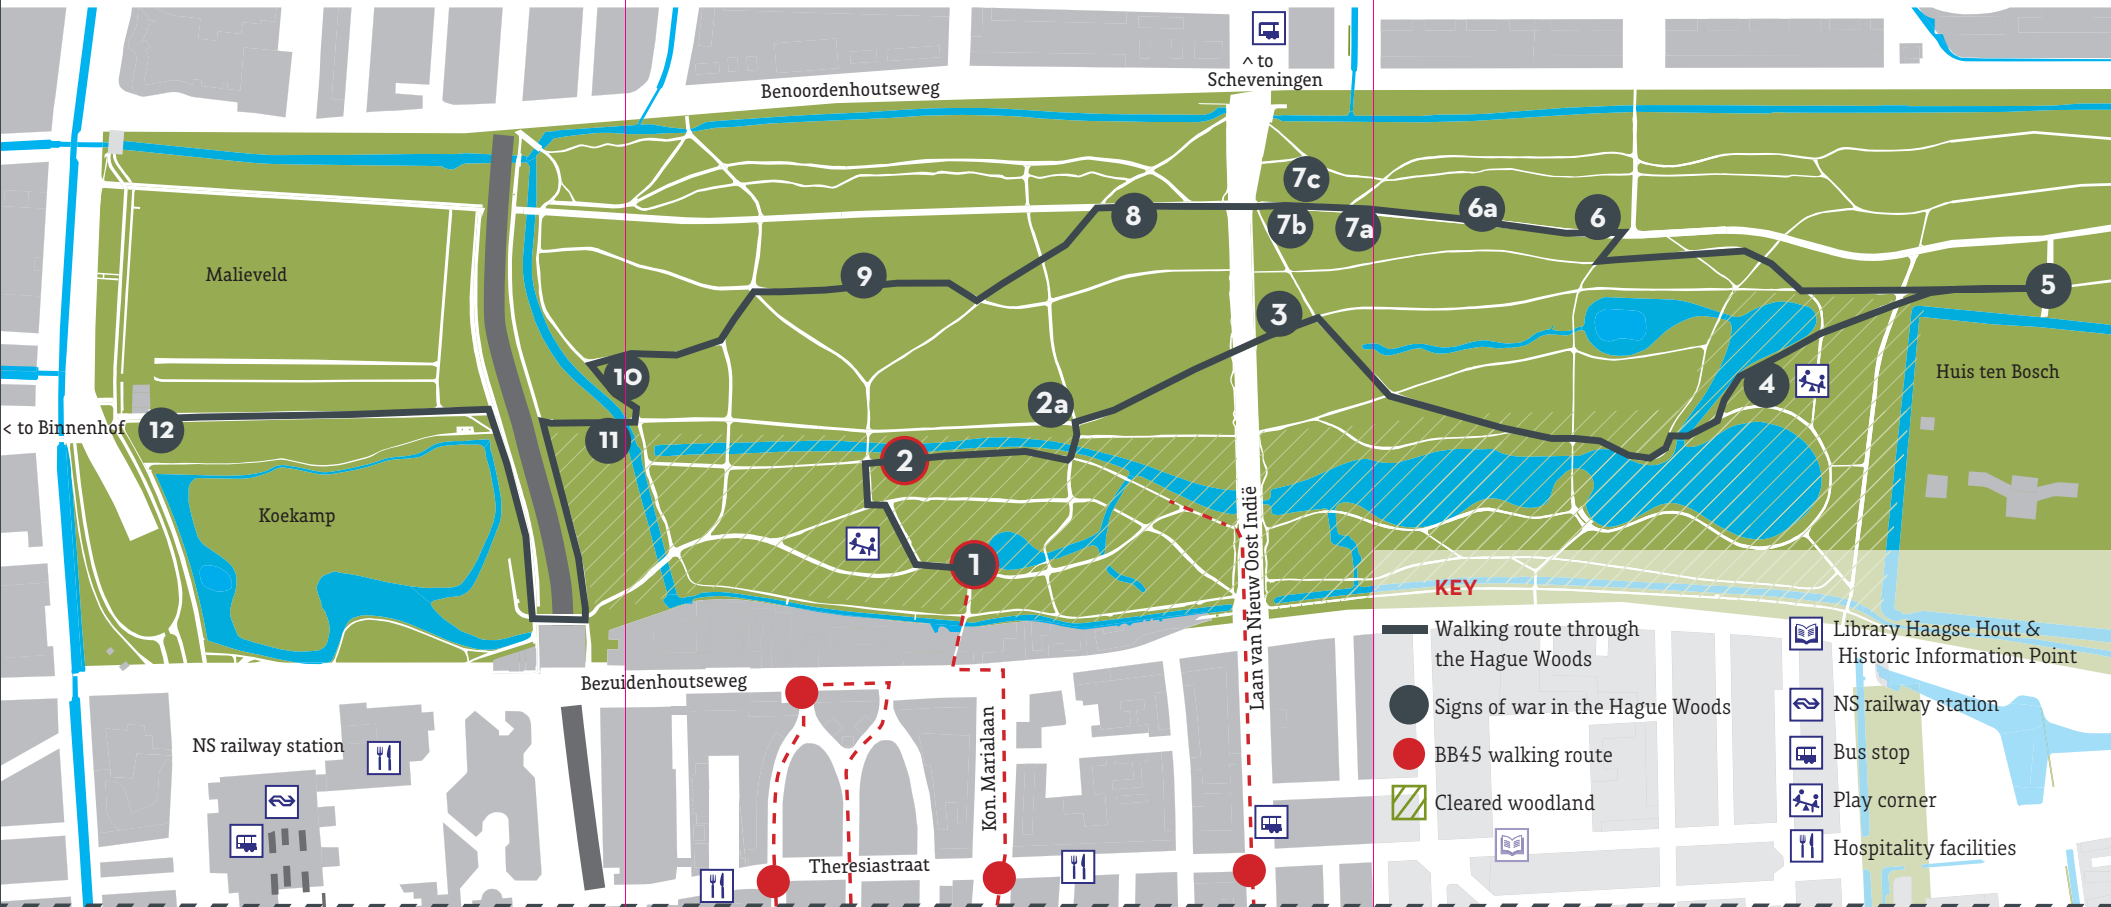 ^ to
Scheveningen
Benoordenhoutseweg
7c
6a
8
7b
7a
6
Malieveld
9
5
3
Huis ten Bosch
10
4
2a
< to Binnenhof
12
11
2
Koekamp
1
Laan van Nieuw Oost Indië
Bezuidenhoutseweg
NS railway station
Kon. Marialaan
Theresiastraat
KEY
Walking route through
the Hague Woods
Signs of war in the Hague Woods
BB45 walking route
Cleared woodland
Library Haagse Hout &
Historic Information Point
NS railway station
Bus stop
Play corner
Hospitality facilities